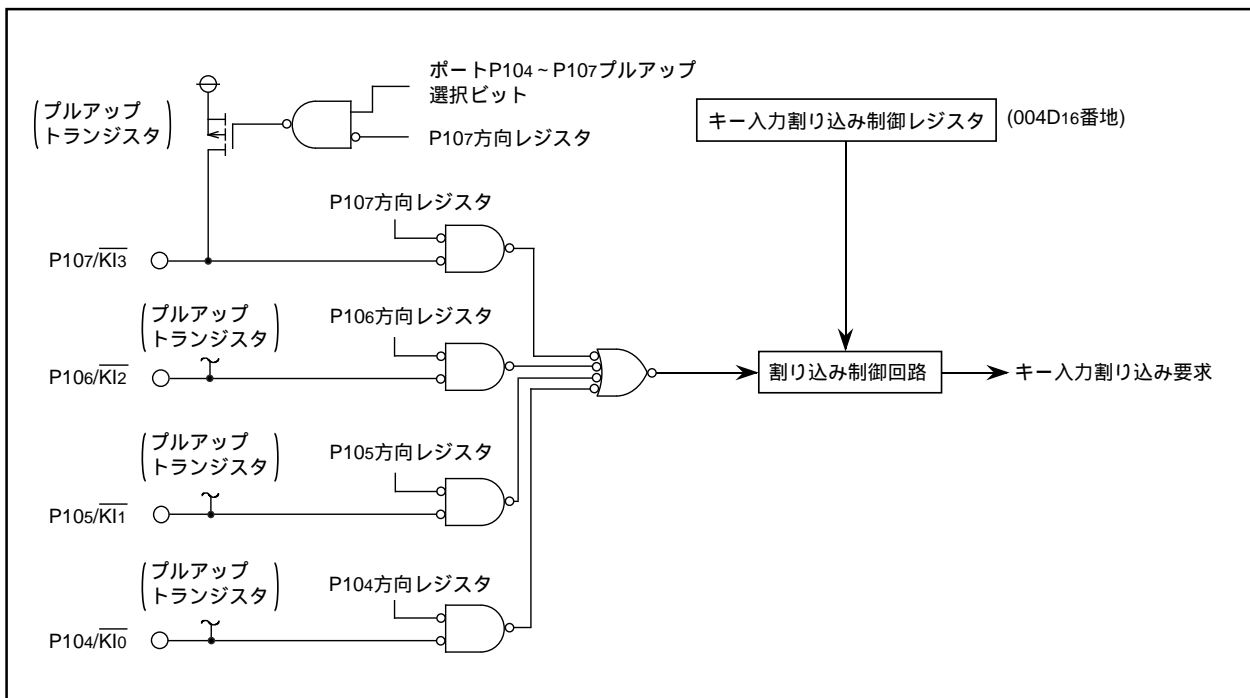 ポートP104～P107プルアップ
選択ビット
プルアップ
トランジスタ
P107方向レジスタ
キー入力割り込み制御レジスタ
(004D16番地)
P107方向レジスタ
P107/KI3
プルアップ
トランジスタ
P106方向レジスタ
P106/KI2
割り込み制御回路
キー入力割り込み要求
プルアップ
トランジスタ
P105方向レジスタ
P105/KI1
プルアップ
トランジスタ
P104方向レジスタ
P104/KI0